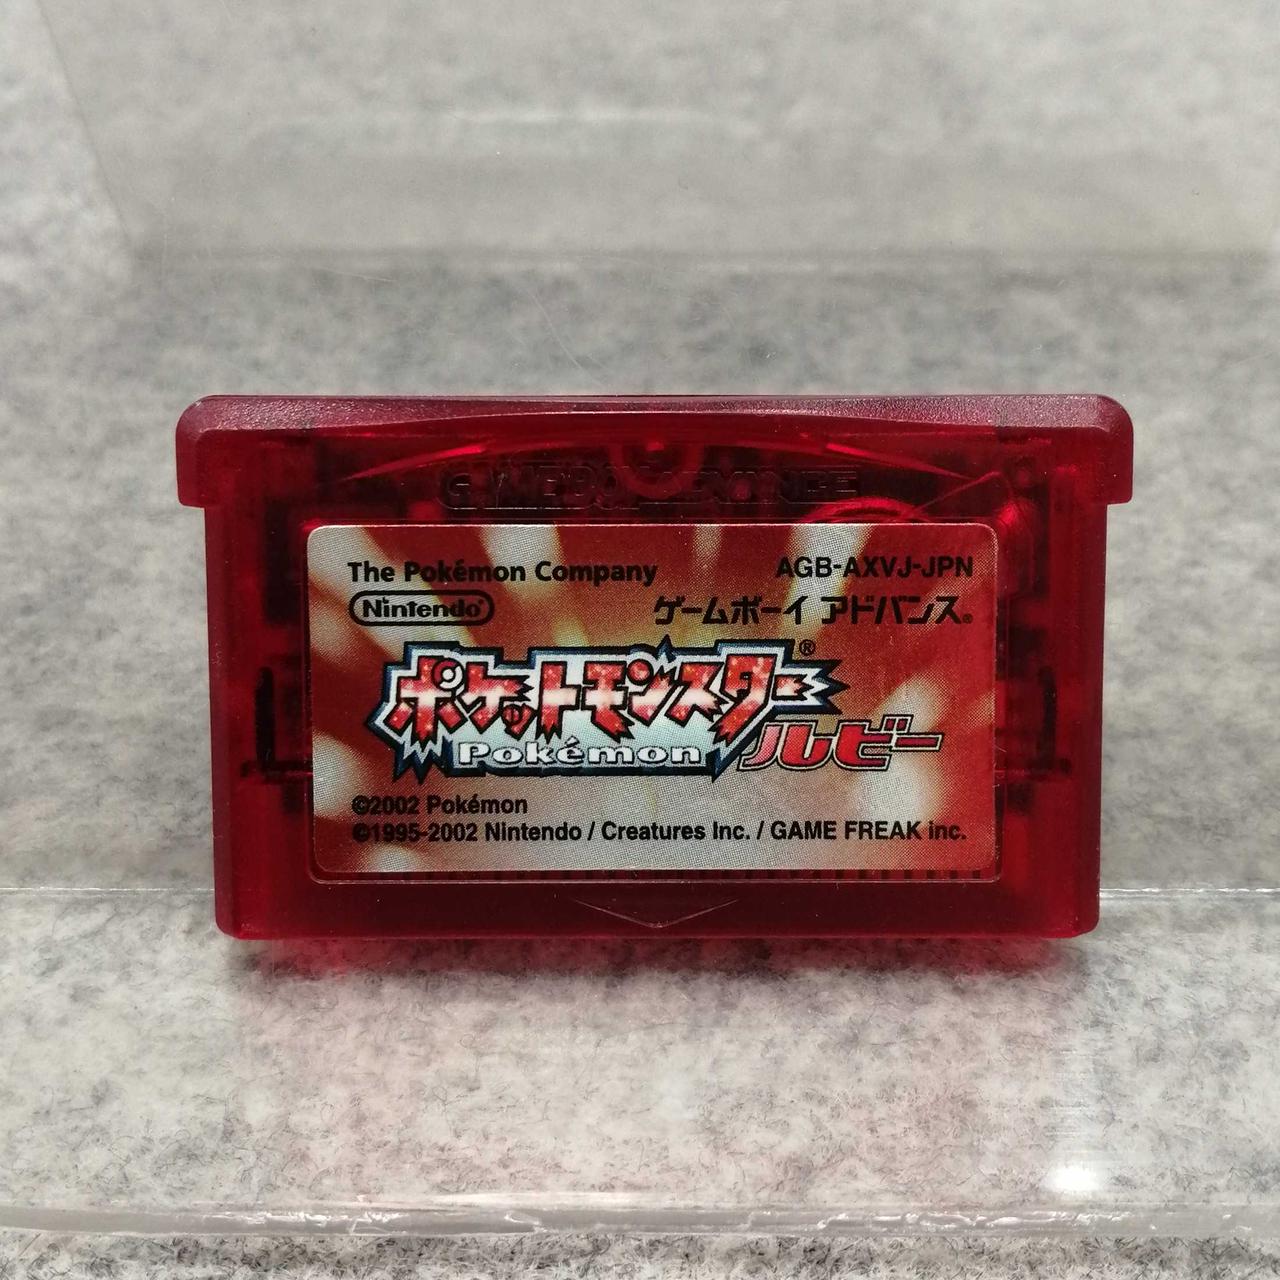 GAME BOY ADVANCE
The Pokémon Company
AGB-AXVJ-JPN
Nintendo®
ゲームボーイ アドバンス®
ポケットモンスター®
Pokémon
ルビー
©2002 Pokémon
©1995-2002 Nintendo / Creatures Inc. / GAME FREAK inc.